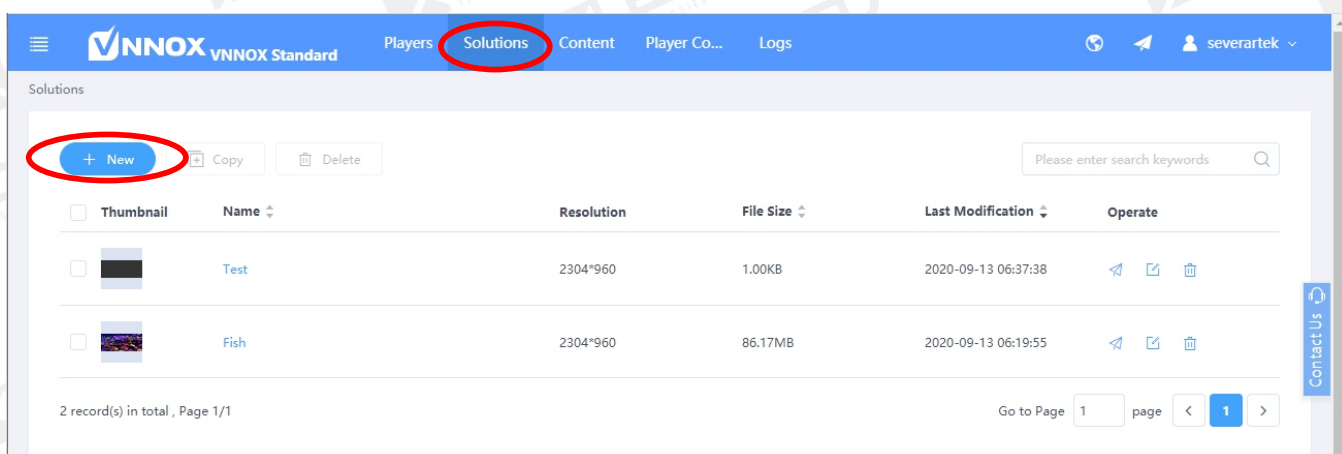 VNNOX VNNOX Standard Players Solutions Content Player Co... Logs severartek
Solutions
+ New Copy Delete Please enter search keywords
Thumbnail Name Resolution File Size Last Modification Operate
Test 2304*960 1.00KB 2020-09-13 06:37:38
Fish 2304*960 86.17MB 2020-09-13 06:19:55
Contact Us
2 record(s) in total , Page 1/1 Go to Page 1 page < 1 >